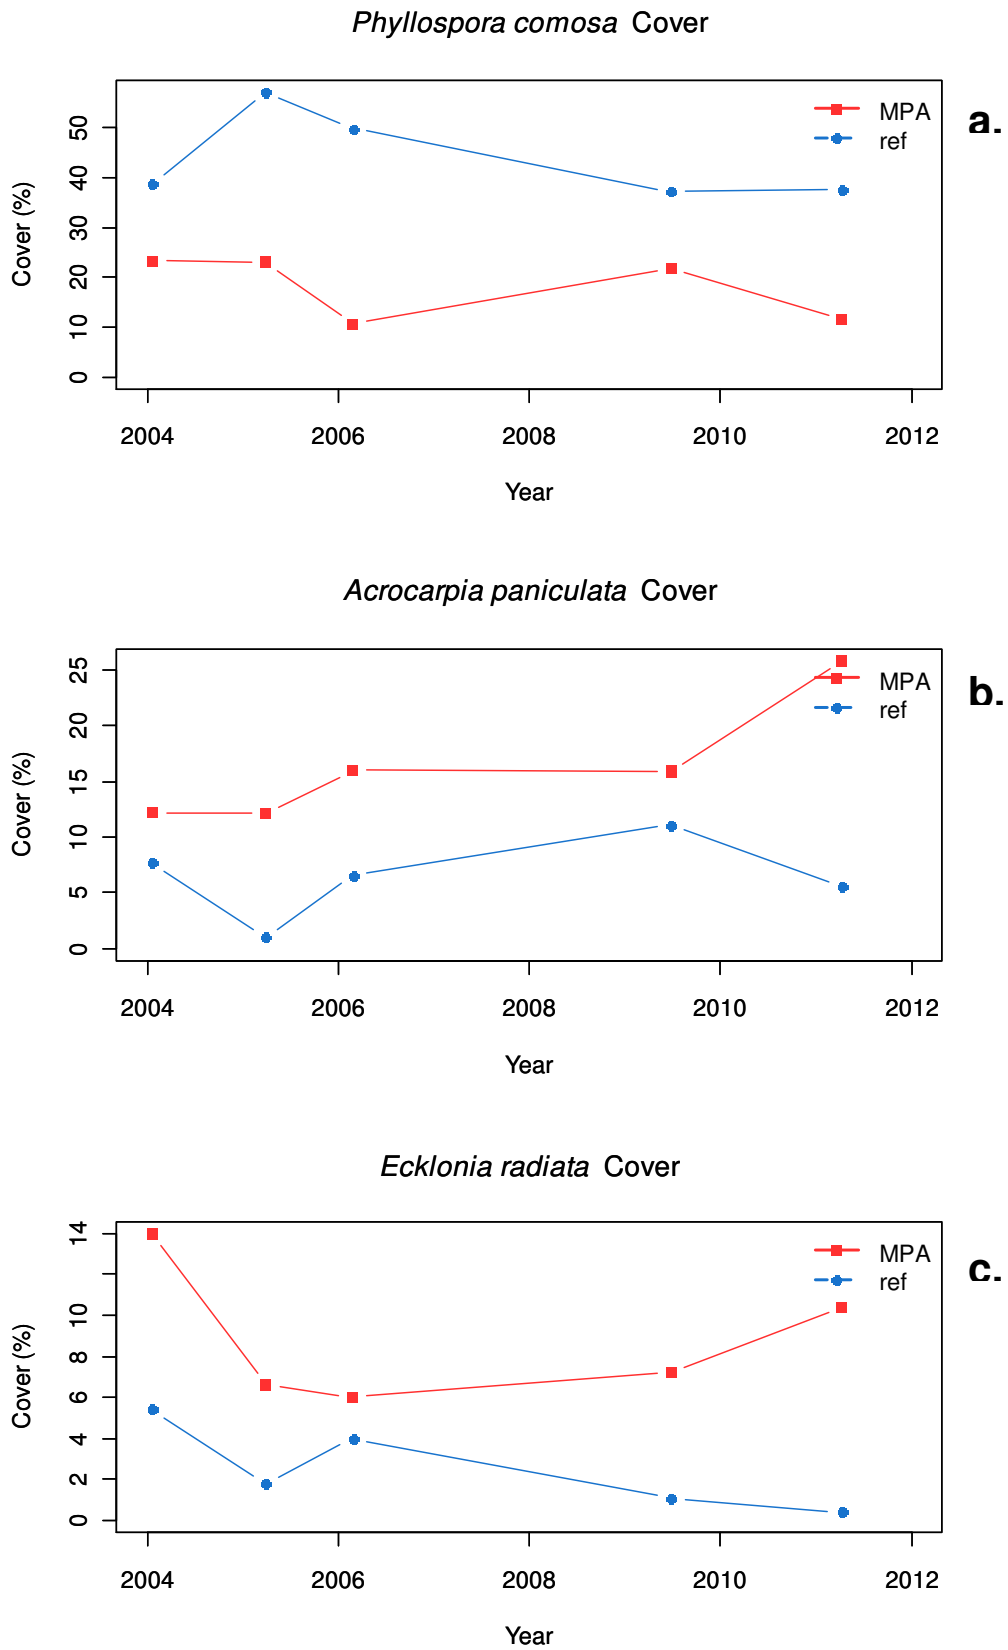 Phyllospora comosa Cover
Cover (%)
50
40
30
20
10
0
MPA
ref
a.
2004 2006 2008 2010 2012
Year
Acrocarpia paniculata Cover
Cover (%)
25
20
15
10
5
0
MPA
ref
b.
2004 2006 2008 2010 2012
Year
Ecklonia radiata Cover
Cover (%)
14
10
8
6
4
2
0
MPA
ref
c.
2004 2006 2008 2010 2012
Year